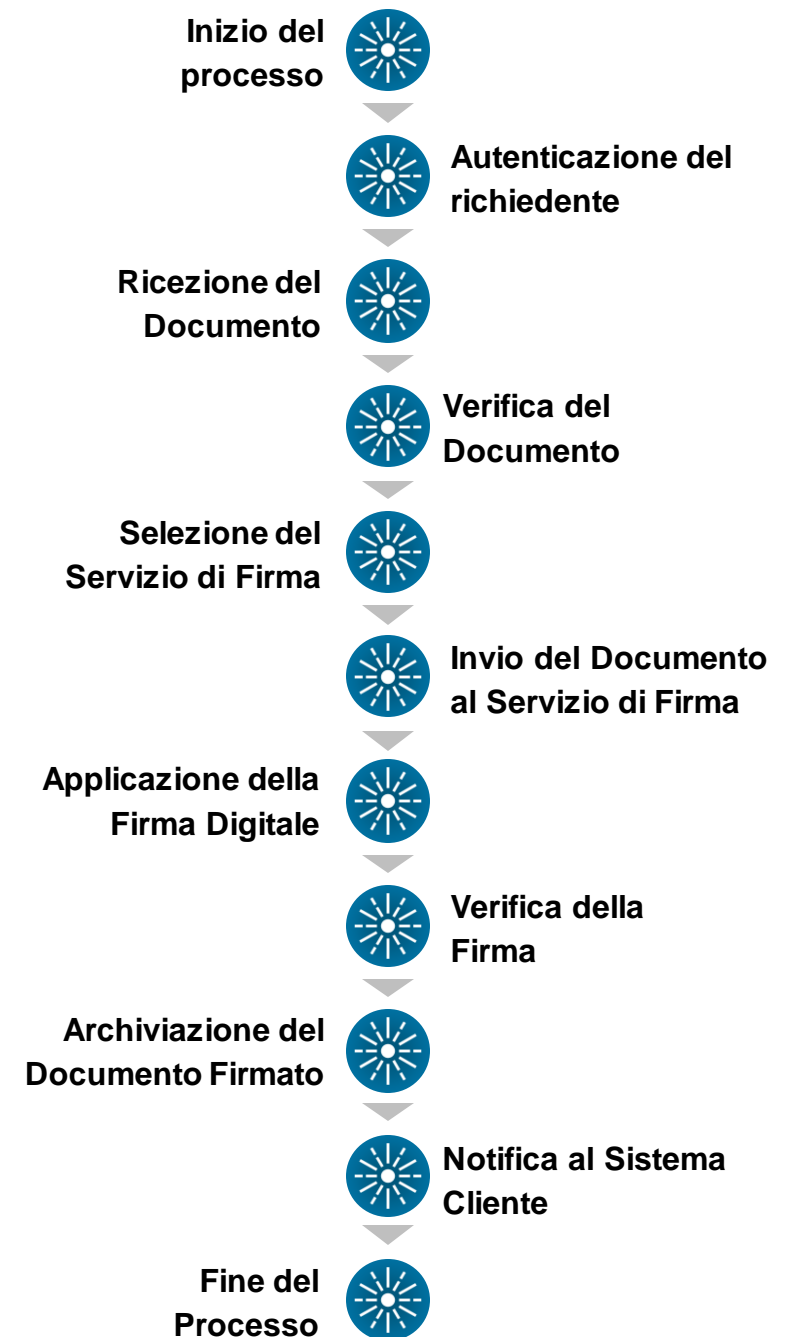 Inizio del
processo
Autenticazione del
richiedente
Ricezione del
Documento
Verifica del
Documento
Selezione del
Servizio di Firma
Invio del Documento
al Servizio di Firma
Applicazione della
Firma Digitale
Verifica della
Firma
Archiviazione del
Documento Firmato
Notifica al Sistema
Cliente
Fine del
Processo